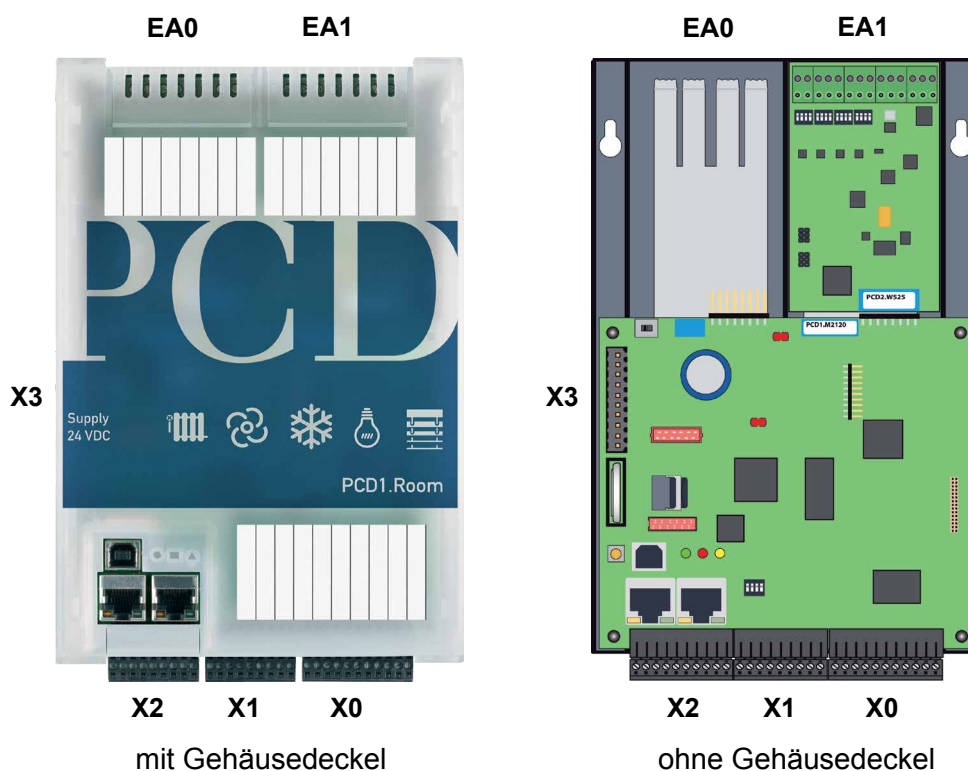 EA0 EA1
EA0 EA1
PCD
X3
Supply
24 VDC
PCD1.Room
X2 X1 X0
mit Gehäusedeckel
PCD2.W525
PCD1.M2120
X3
X2 X1 X0
ohne Gehäusedeckel